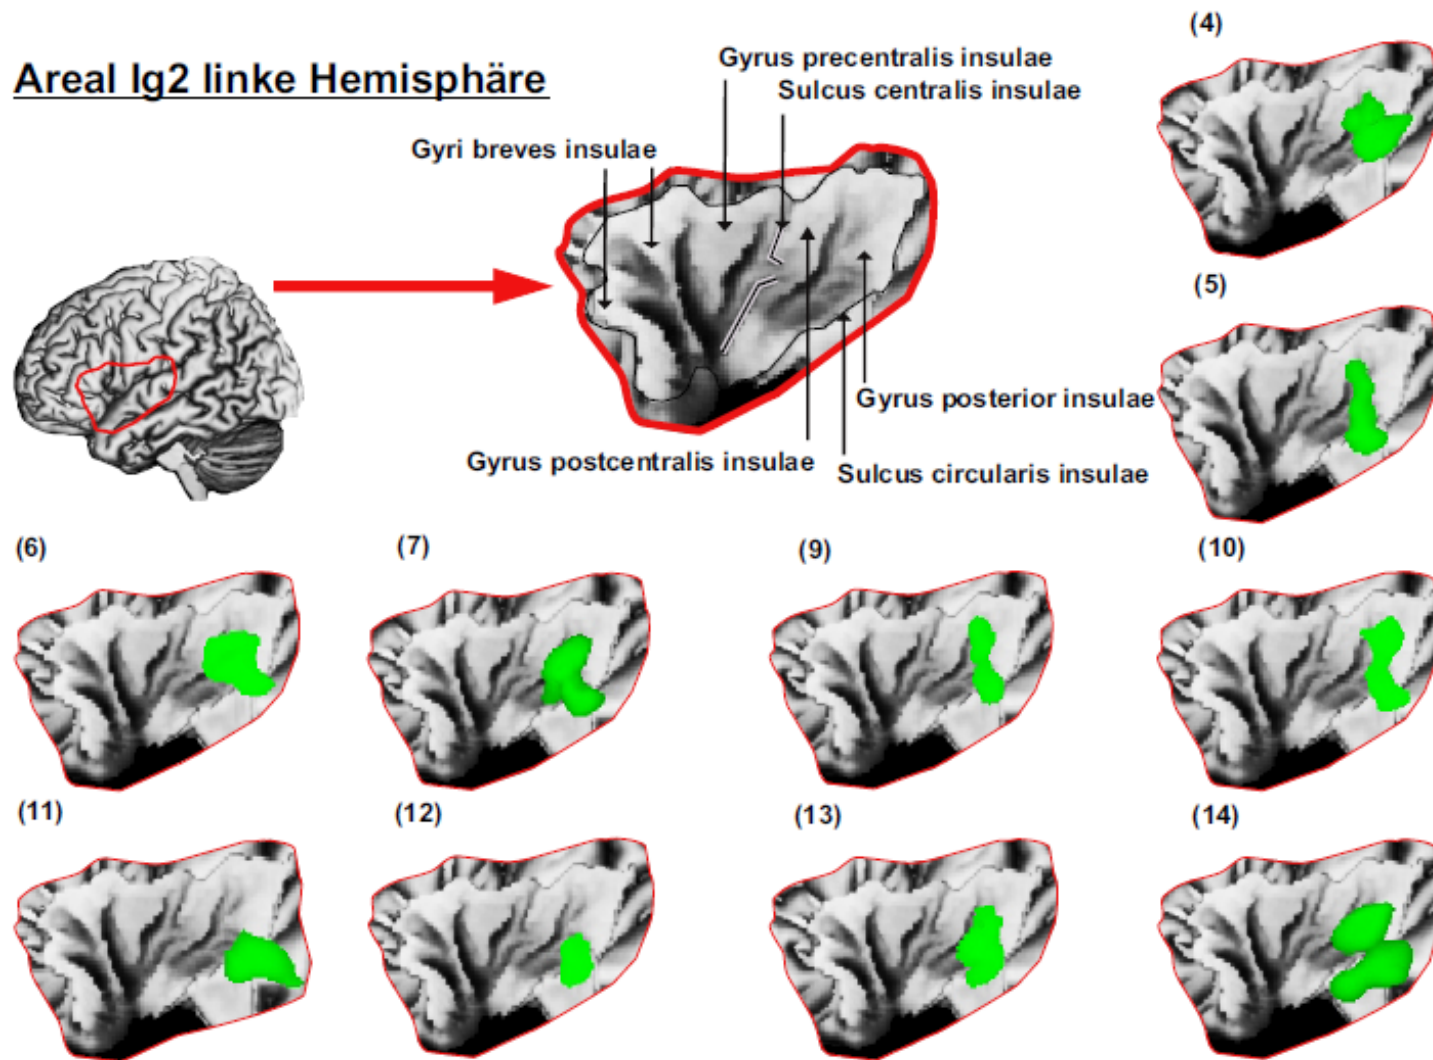 (4)
Areal Ig2 linke Hemisphäre
Gyrus precentralis insulae
Sulcus centralis insulae
Gyri breves insulae
(5)
Gyrus posterior insulae
Gyrus postcentralis insulae
Sulcus circularis insulae
(6)
(7)
(9)
(10)
(11)
(12)
(13)
(14)